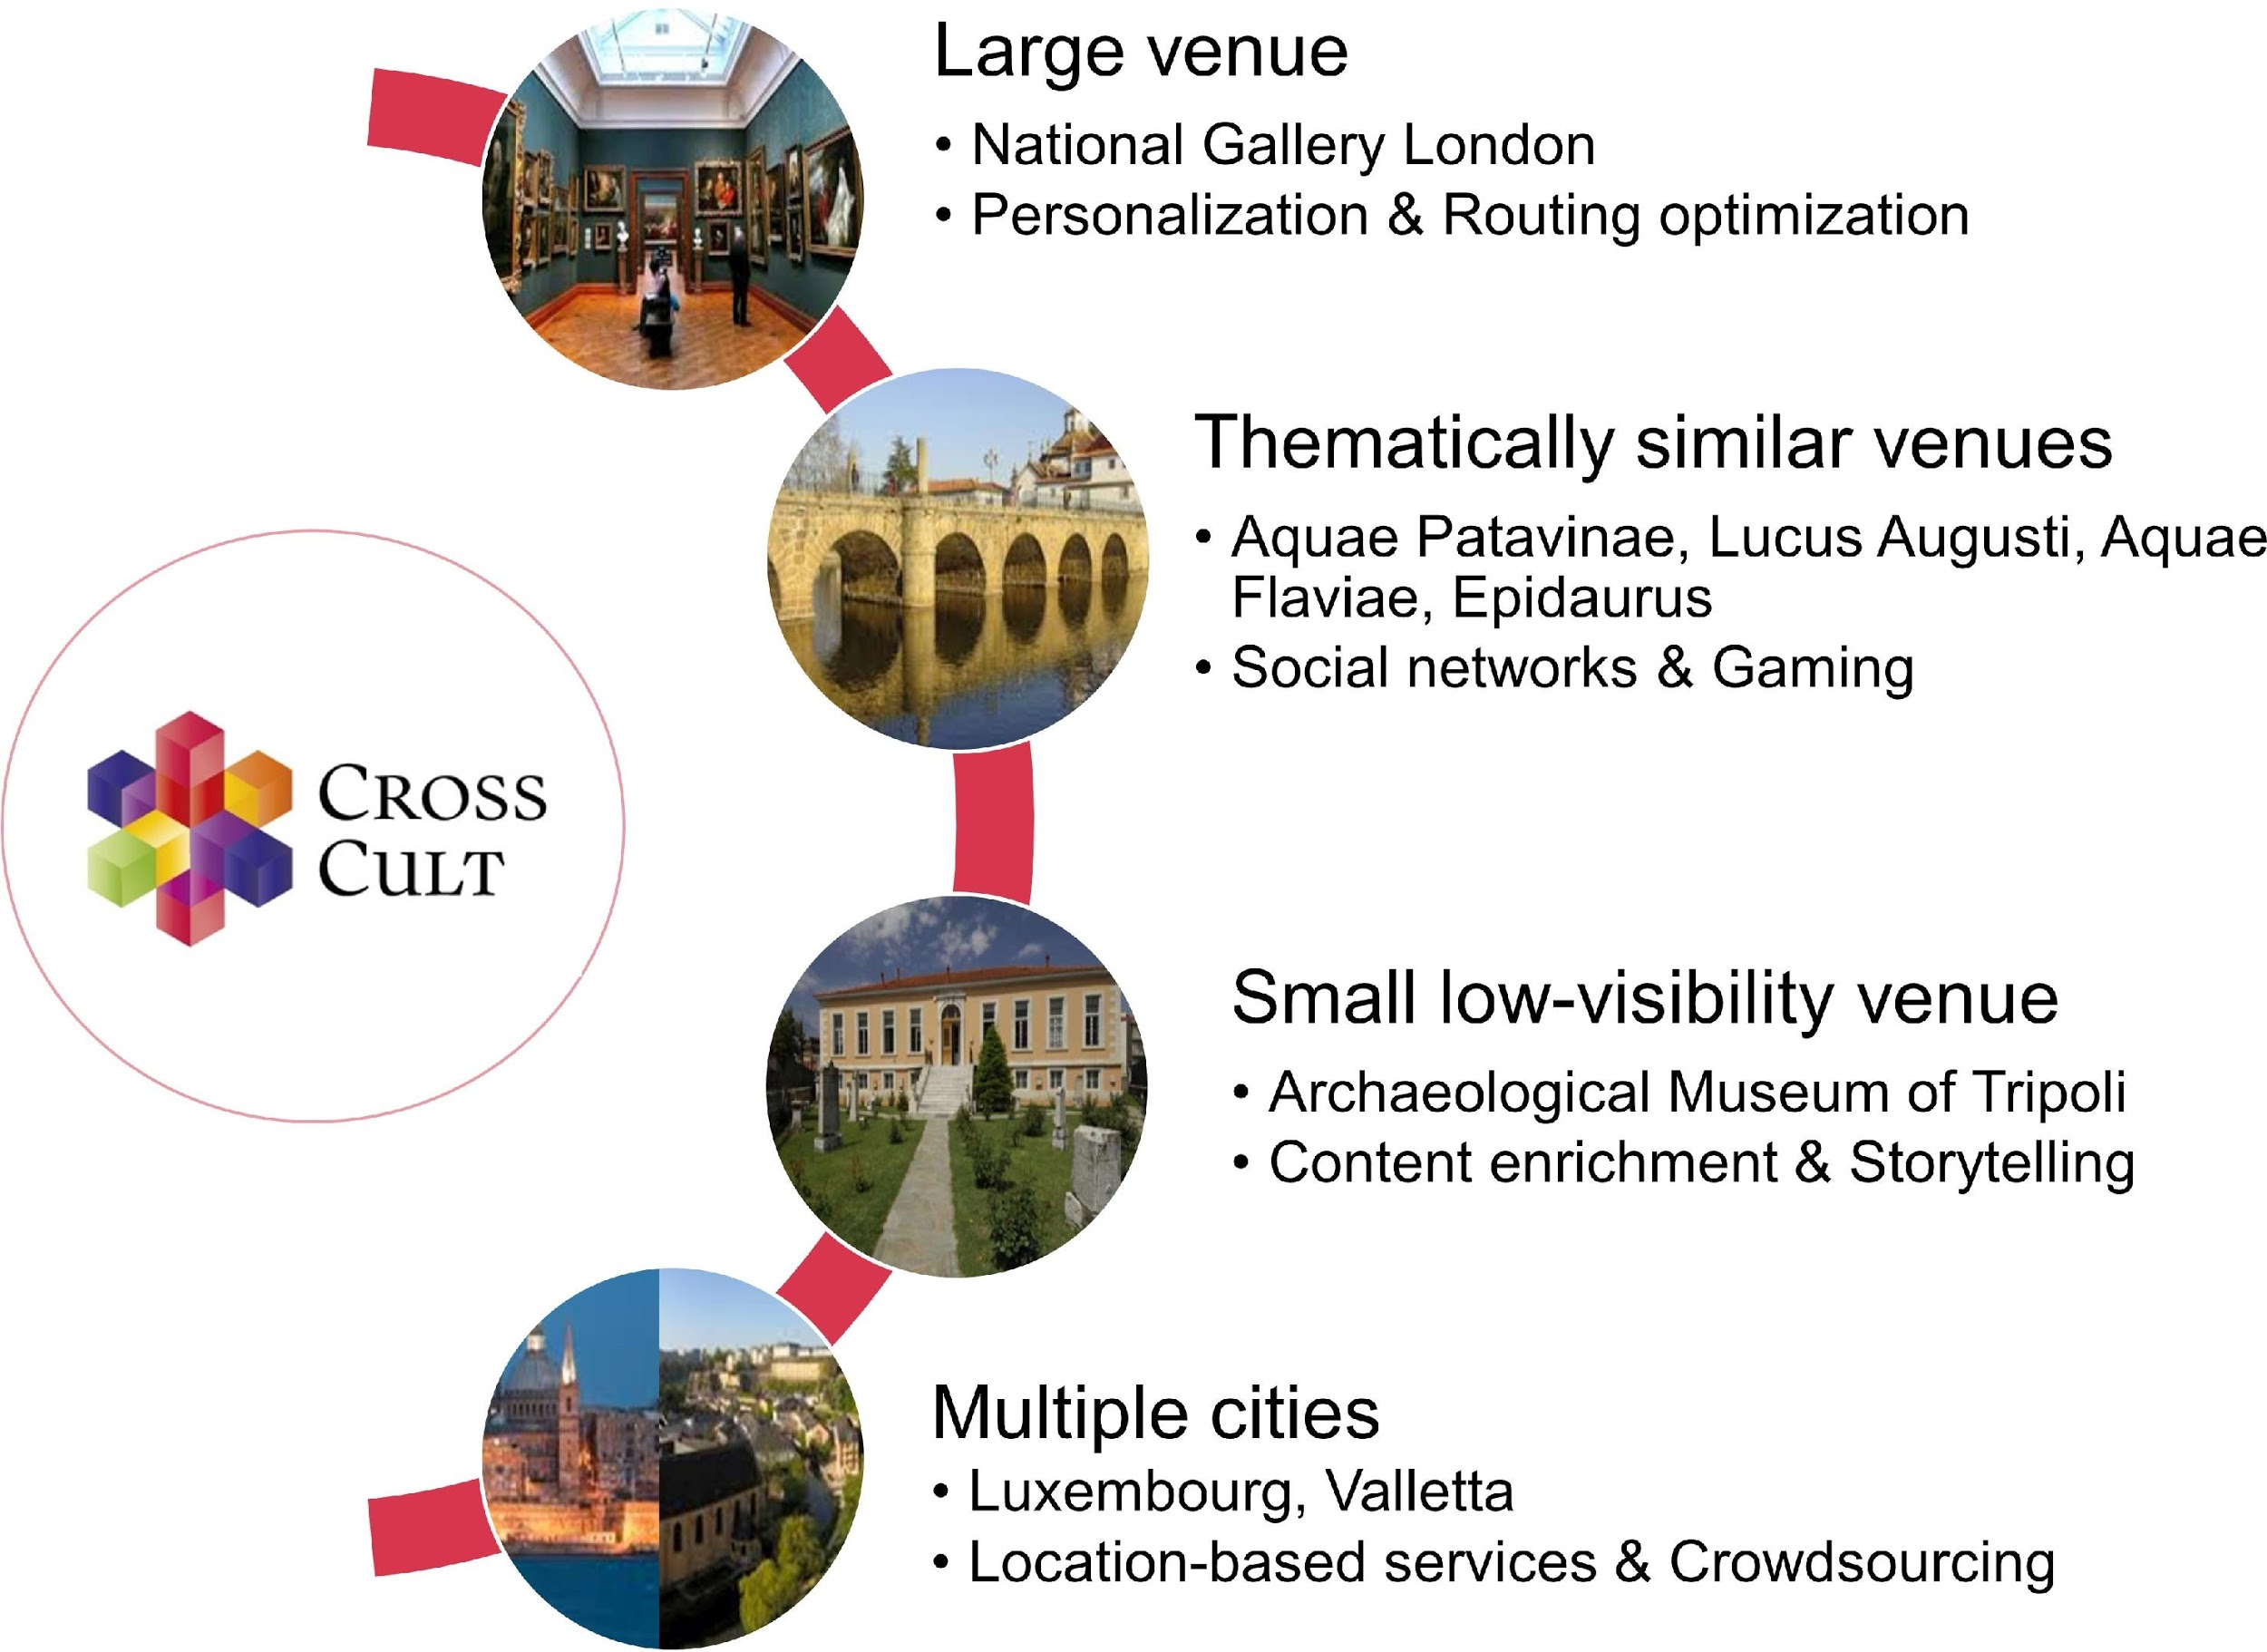 Large venue
• National Gallery London
• Personalization & Routing optimization
Thematically similar venues
• Aquae Patavinae, Lucus Augusti, Aquae
Flaviae, Epidaurus
• Social networks & Gaming
CROSS
CULT
Small low-visibility venue
• Archaeological Museum of Tripoli
• Content enrichment & Storytelling
Multiple cities
• Luxembourg, Valletta
• Location-based services & Crowdsourcing